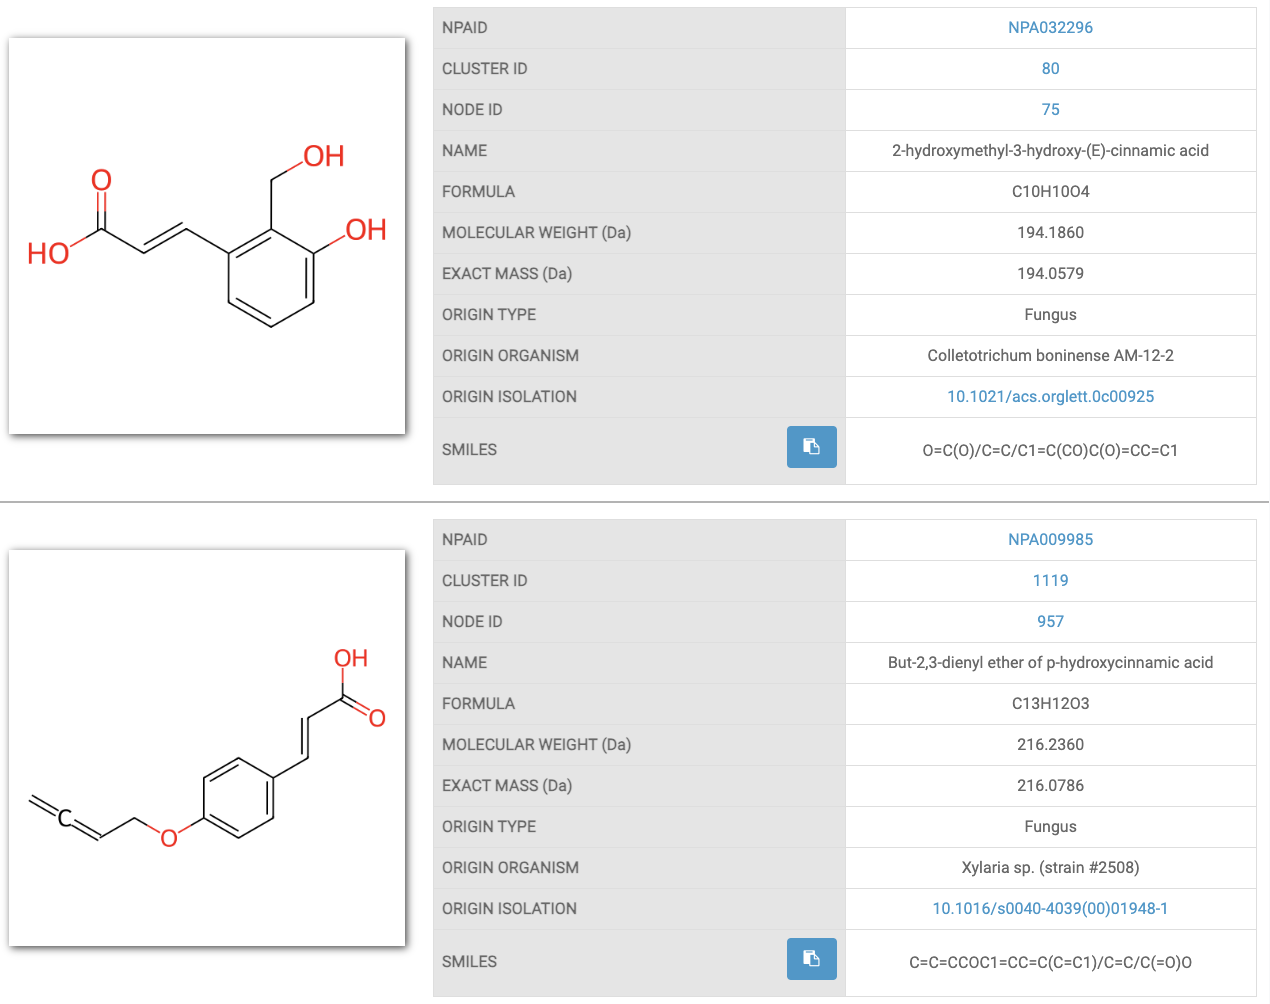 O
HO
OH
OH
NPAID NPA032296
CLUSTER ID 80
NODE ID 75
NAME 2-hydroxymethyl-3-hydroxy-(E)-cinnamic acid
FORMULA C10H10O4
MOLECULAR WEIGHT (Da) 194.1860
EXACT MASS (Da) 194.0579
ORIGIN TYPE Fungus
ORIGIN ORGANISM Colletotrichum boninense AM-12-2
ORIGIN ISOLATION 10.1021/acs.orglett.0c00925
SMILES O=C(O)/C=C/C1=C(CO)C(O)=CC=C1
OH
O
C
O
NPAID NPA009985
CLUSTER ID 1119
NODE ID 957
NAME But-2,3-dienyl ether of p-hydroxycinnamic acid
FORMULA C13H12O3
MOLECULAR WEIGHT (Da) 216.2360
EXACT MASS (Da) 216.0786
ORIGIN TYPE Fungus
ORIGIN ORGANISM Xylaria sp. (strain #2508)
ORIGIN ISOLATION 10.1016/s0040-4039(00)01948-1
SMILES C=C=CCOC1=CC=C(C=C1)/C=C/C(=O)O